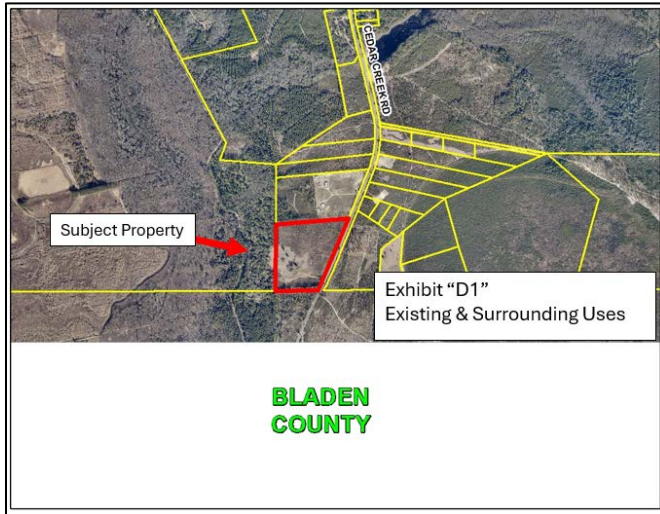 CEDAR CREEK RD
Subject Property
Exhibit “D1”
Existing & Surrounding Uses
BLADEN
COUNTY